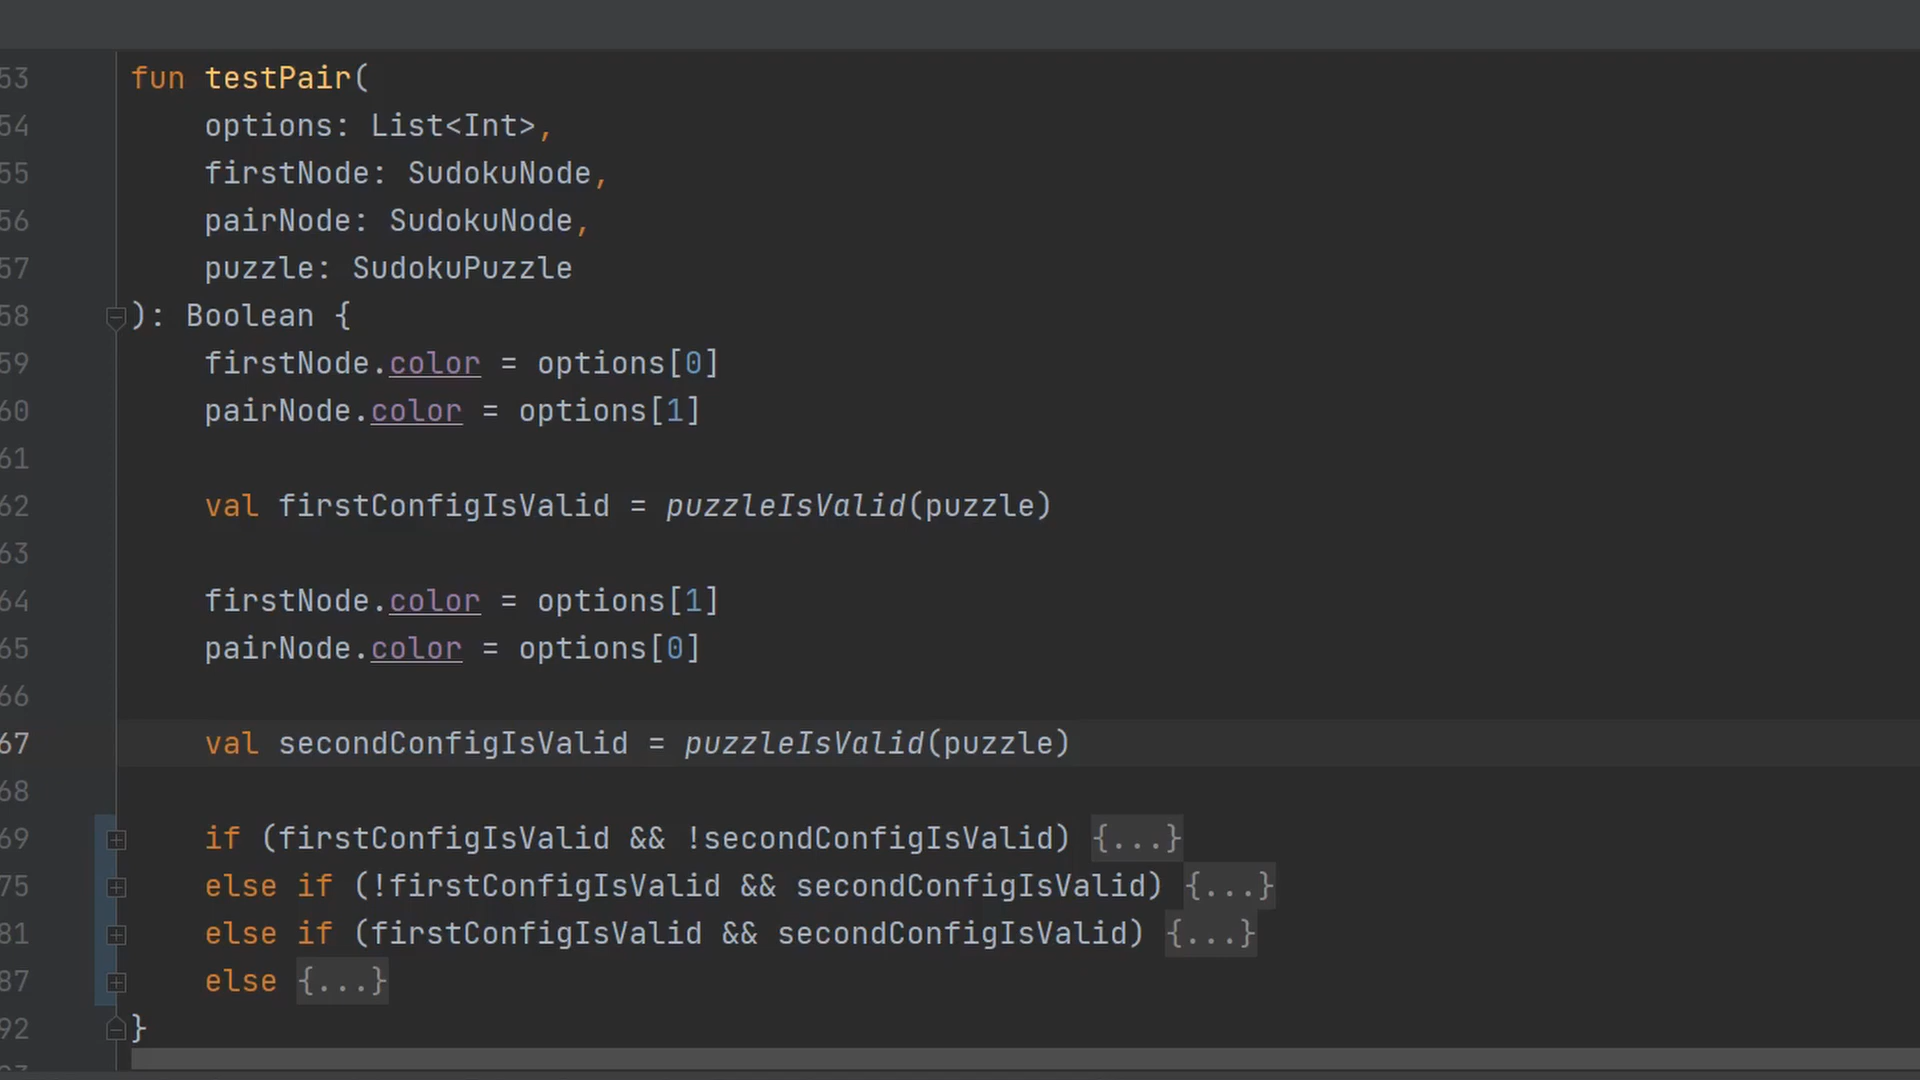 53 fun testPair(
54 options: List<Int>,
55 firstNode: SudokuNode,
56 pairNode: SudokuNode,
57 puzzle: SudokuPuzzle
58 ): Boolean {
59 firstNode.color = options[0]
60 pairNode.color = options[1]
61
62 val firstConfigIsValid = puzzleIsValid(puzzle)
63
64 firstNode.color = options[1]
65 pairNode.color = options[0]
66
67 val secondConfigIsValid = puzzleIsValid(puzzle)
68
69 if (firstConfigIsValid && !secondConfigIsValid) {...}
75 else if (!firstConfigIsValid && secondConfigIsValid) {...}
81 else if (firstConfigIsValid && secondConfigIsValid) {...}
87 else {...}
92 }